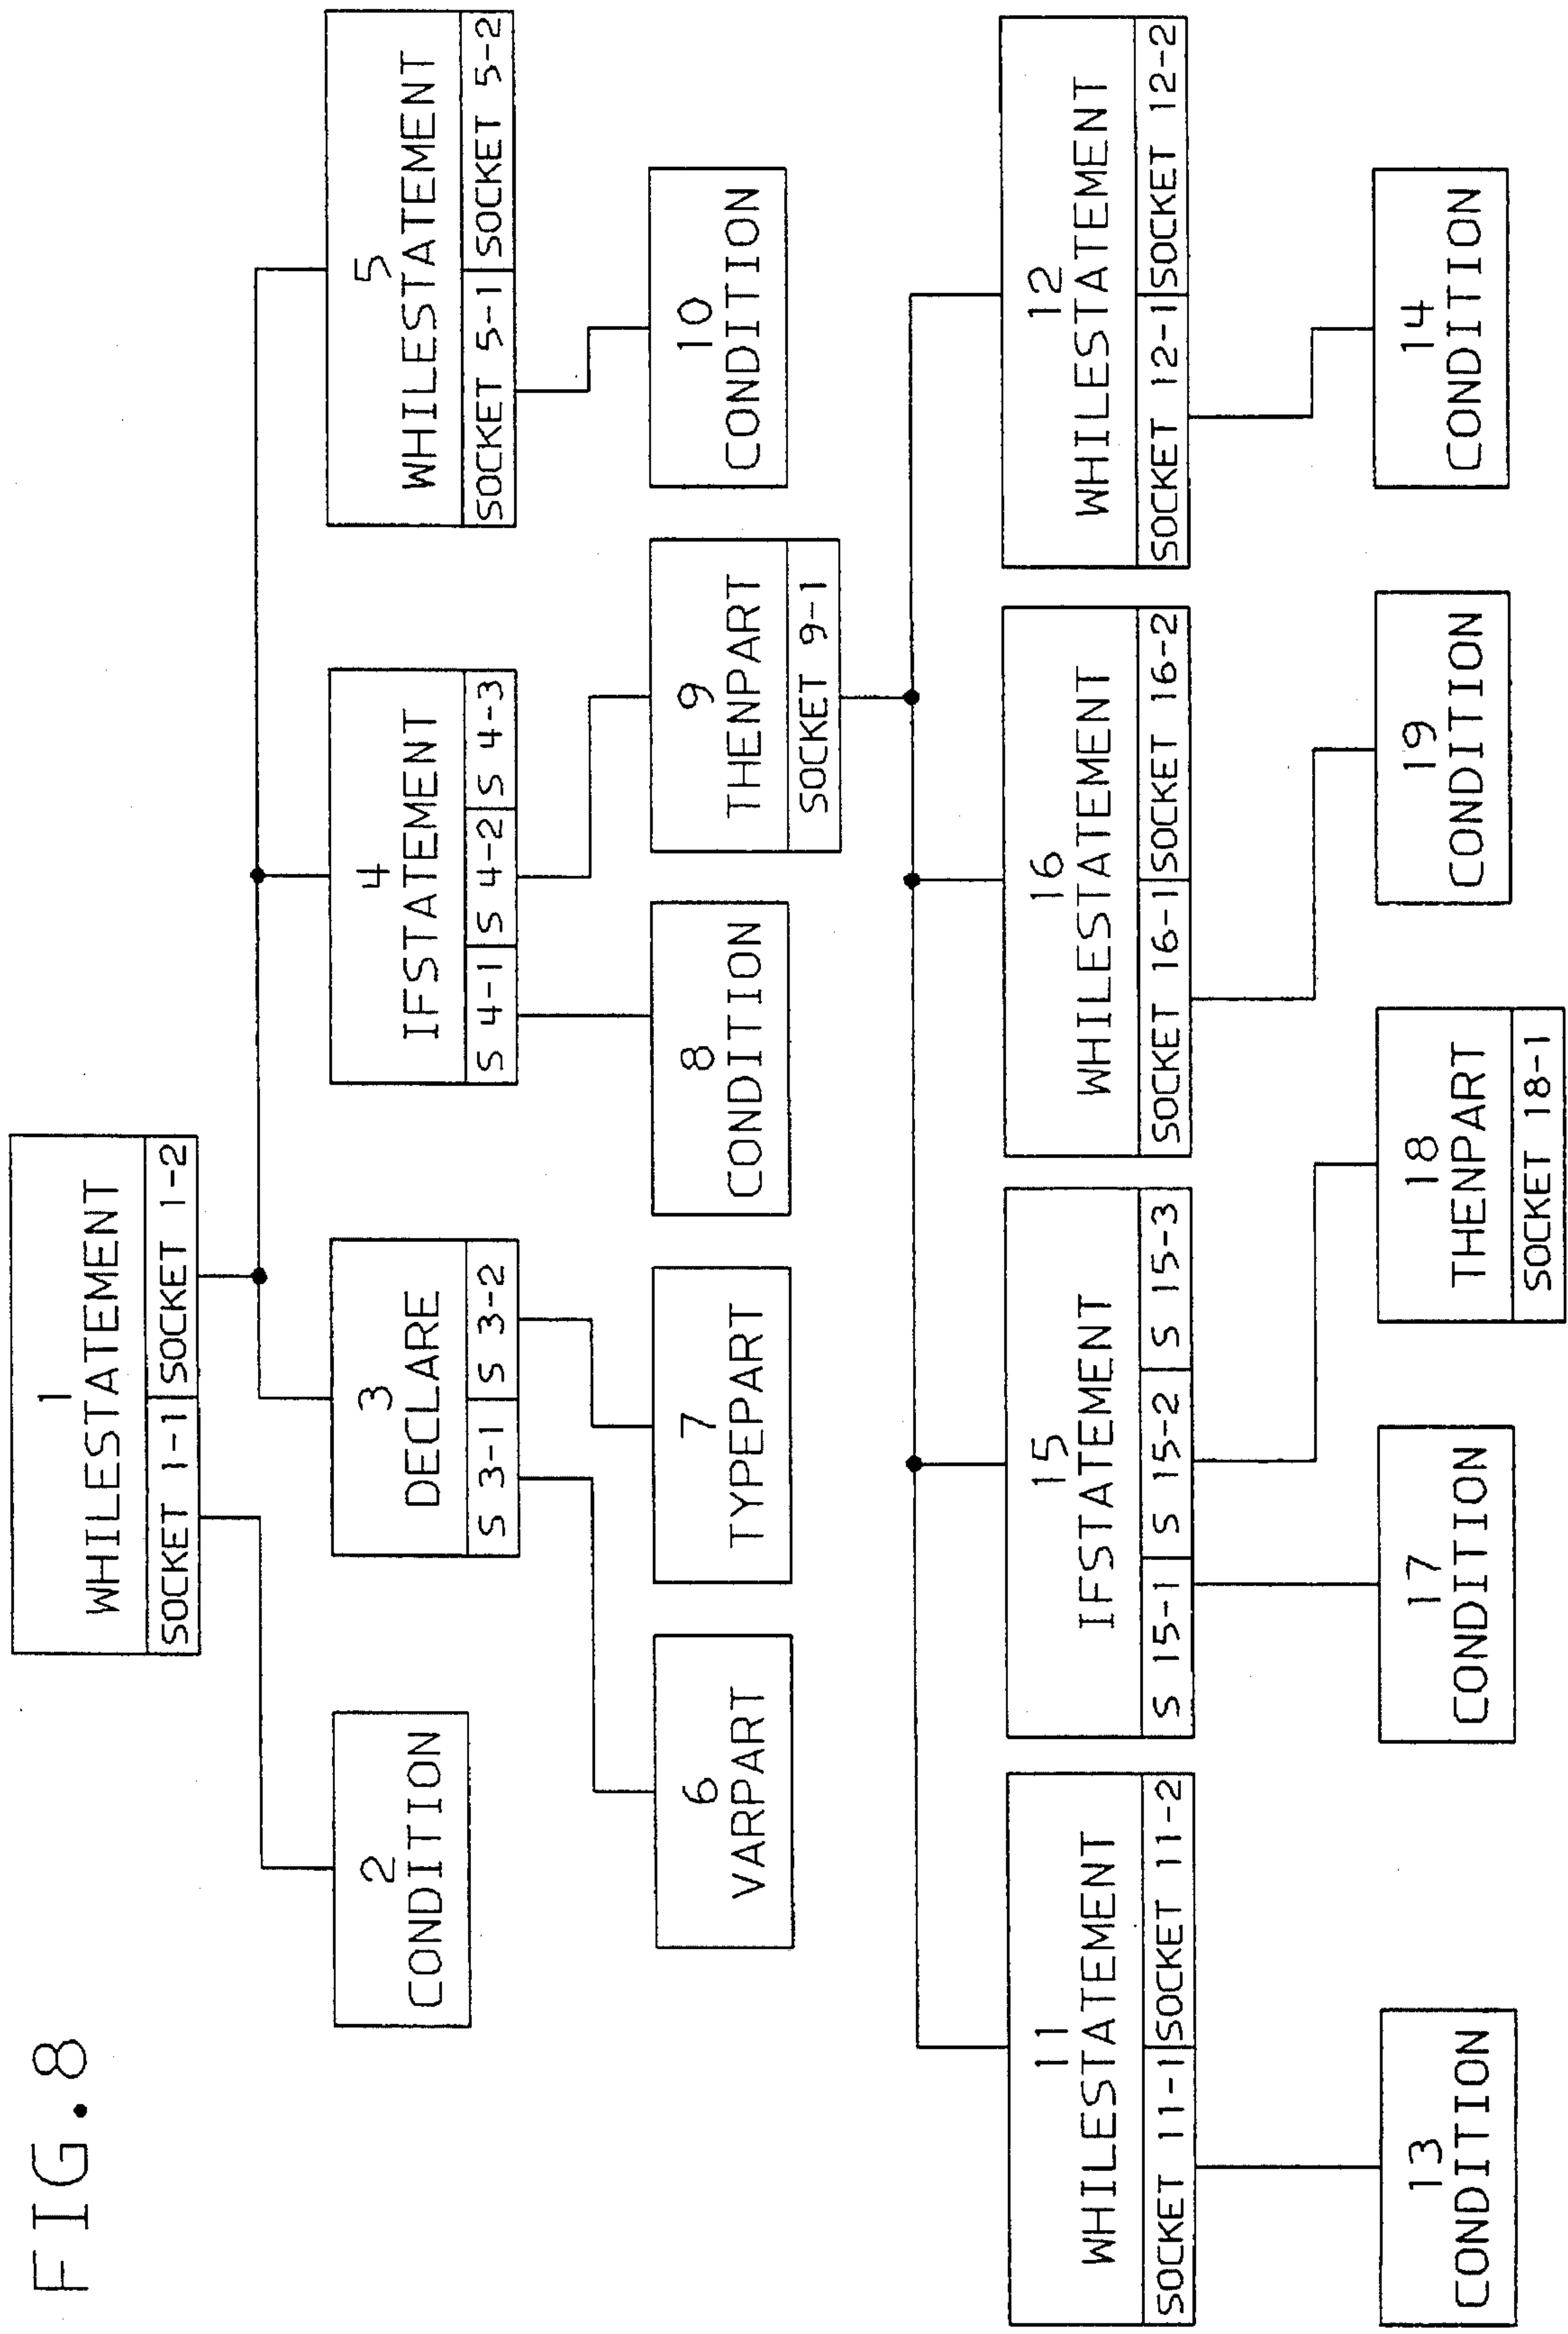 FIG.8
1
WHILESTATEMENT
SOCKET 1-1 SOCKET 1-2
2
CONDITION
3
DECLARE
S 3-1 S 3-2
4
IFSTATEMENT
S 4-1 S 4-2 S 4-3
5
WHILESTATEMENT
SOCKET 5-1 SOCKET 5-2
6
VARPART
7
TYPEPART
8
CONDITION
9
THENPART
SOCKET 9-1
10
CONDITION
11
WHILESTATEMENT
SOCKET 11-1 SOCKET 11-2
15
IFSTATEMENT
S 15-1 S 15-2 S 15-3
16
WHILESTATEMENT
SOCKET 16-1 SOCKET 16-2
12
WHILESTATEMENT
SOCKET 12-1 SOCKET 12-2
13
CONDITION
17
CONDITION
18
THENPART
SOCKET 18-1
19
CONDITION
14
CONDITION